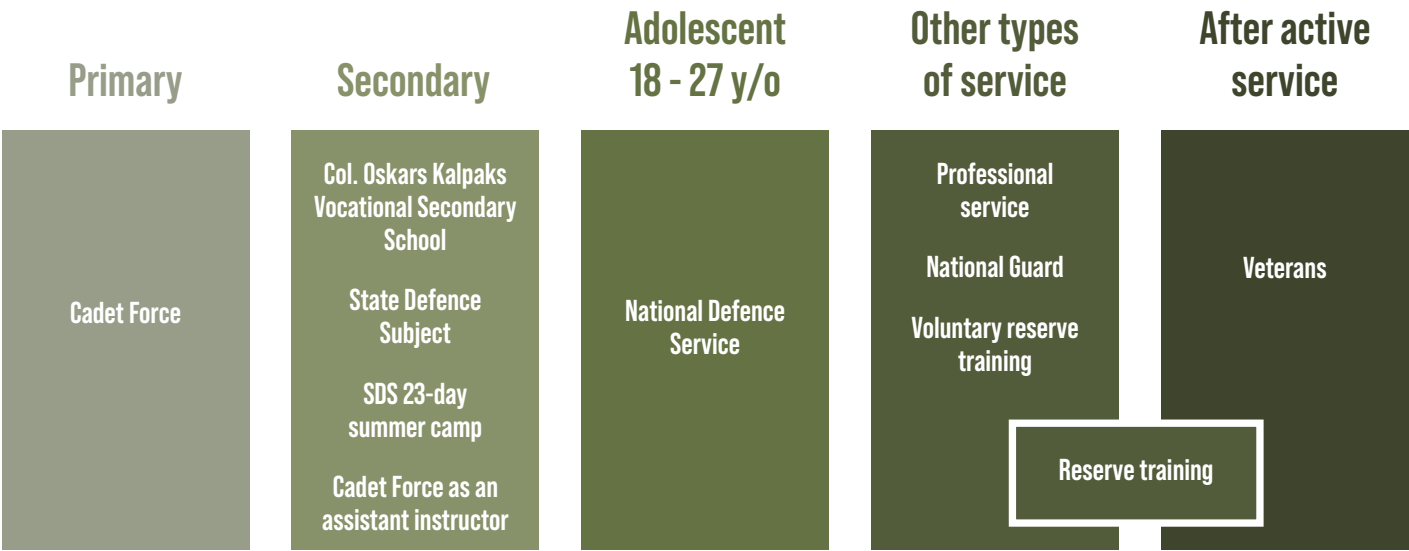 Primary
Secondary
Adolescent
18 - 27 y/o
Other types
of service
After active
service
Cadet Force
Col. Oskars Kalpaks
Vocational Secondary
School
State Defence
Subject
SDS 23-day
summer camp
Cadet Force as an
assistant instructor
National Defence
Service
Professional
service
National Guard
Voluntary reserve
training
Veterans
Reserve training